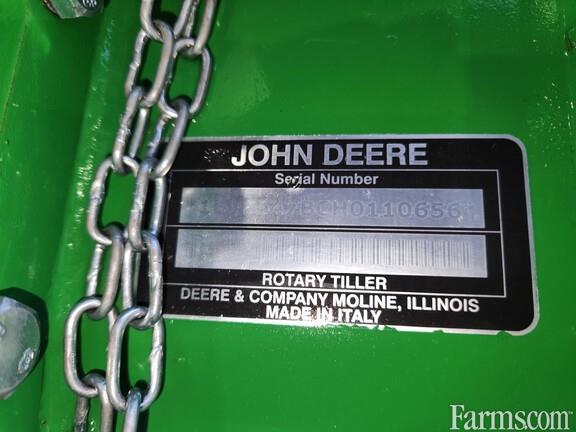 JOHN DEERE
Serial Number
ROTARY TILLER
DEERE & COMPANY MOLINE, ILLINOIS
MADE IN ITALY
Farms.com